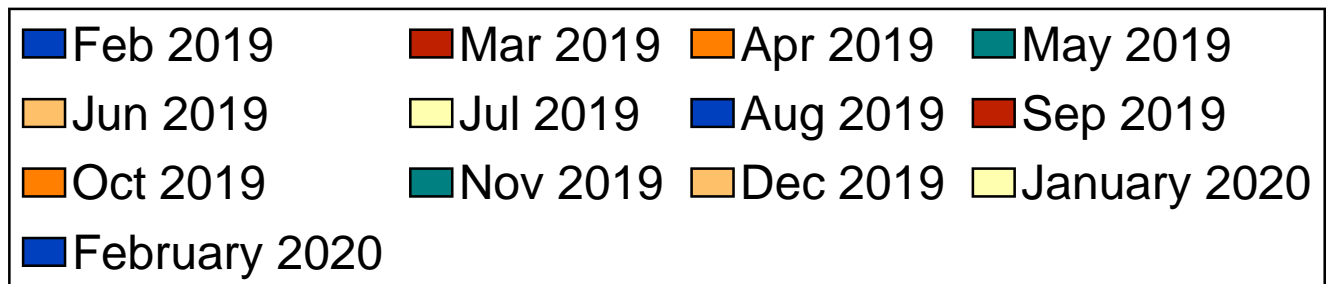 Feb 2019 Mar 2019 Apr 2019 May 2019
Jun 2019 Jul 2019 Aug 2019 Sep 2019
Oct 2019 Nov 2019 Dec 2019 January 2020
February 2020